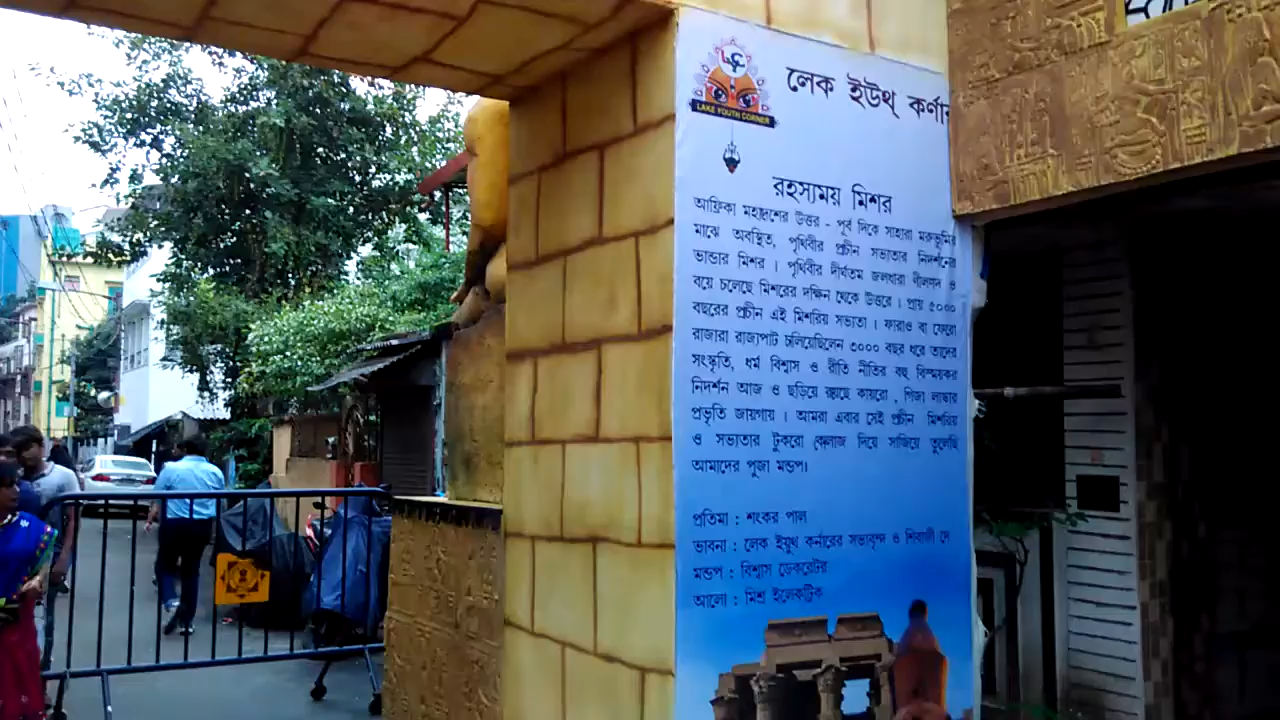 LYC
LAKE YOUTH CORNER
লেক ইউথ্ কর্ণার
রহস্যময় মিশর
আফ্রিকা মহাদ্দেশের উত্তর - পূর্ব দিকে সাহারা মরুভূমির
মাঝে অবস্থিত, পৃথিবীর প্রচীন সভ্যতার নিদর্শনের
ভান্ডার মিশর । পৃথিবীর দীর্ঘতম জলধারা নীলনদ ও
বয়ে চলেছে মিশরের দক্ষিন থেকে উত্তরে । প্রায় ৫০০০
বছরের প্রচীন এই মিশরিয় সভ্যতা । ফারাও বা ফেরো
রাজারা রাজ্যপাট চলিয়েছিলেন ৩০০০ বছর ধরে তাদের
সংস্কৃতি, ধর্ম বিশ্বাস ও রীতি নীতির বহু বিস্ময়কর
নিদর্শন আজ ও ছড়িয়ে রয়েছে কায়রো , গিজা লাক্সার
প্রভৃতি জায়গায় । আমরা এবার সেই প্রচীন মিশরিয়
ও সভ্যতার টুকরো কোলাজ দিয়ে সাজিয়ে তুলেছি
আমাদের পুজা মন্ডপ।
প্রতিমা : শংকর পাল
ভাবনা : লেক ইয়ুথ কর্নারের সভ্যবৃন্দ ও শিবাজী দে
মন্ডপ : বিশ্বাস ডেকরেটর
আলো : মিশ্র ইলেকট্রিক